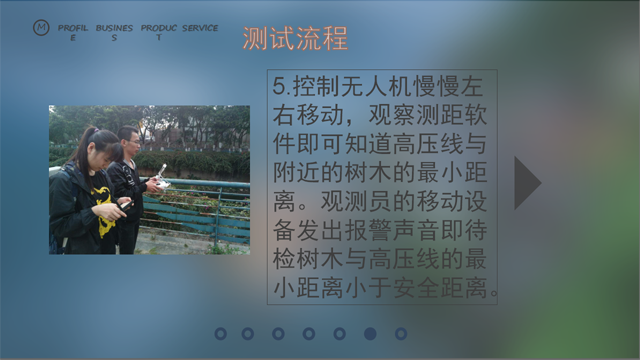 M
PROFIL BUSINES PRODUC SERVICE
E S T
测试流程
5.控制无人机慢慢左
右移动，观察测距软
件即可知道高压线与
附近的树木的最小距
离。观测员的移动设
备发出报警声音即待
检树木与高压线的最
小距离小于安全距离。